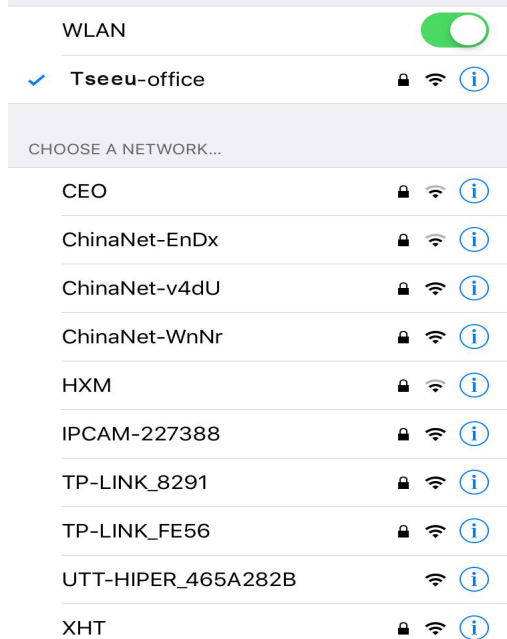 WLAN
Tseeu-office
CHOOSE A NETWORK...
CEO
ChinaNet-EnDx
ChinaNet-v4dU
ChinaNet-WnNr
HXM
IPCAM-227388
TP-LINK_8291
TP-LINK_FE56
UTT-HIPER_465A282B
XHT